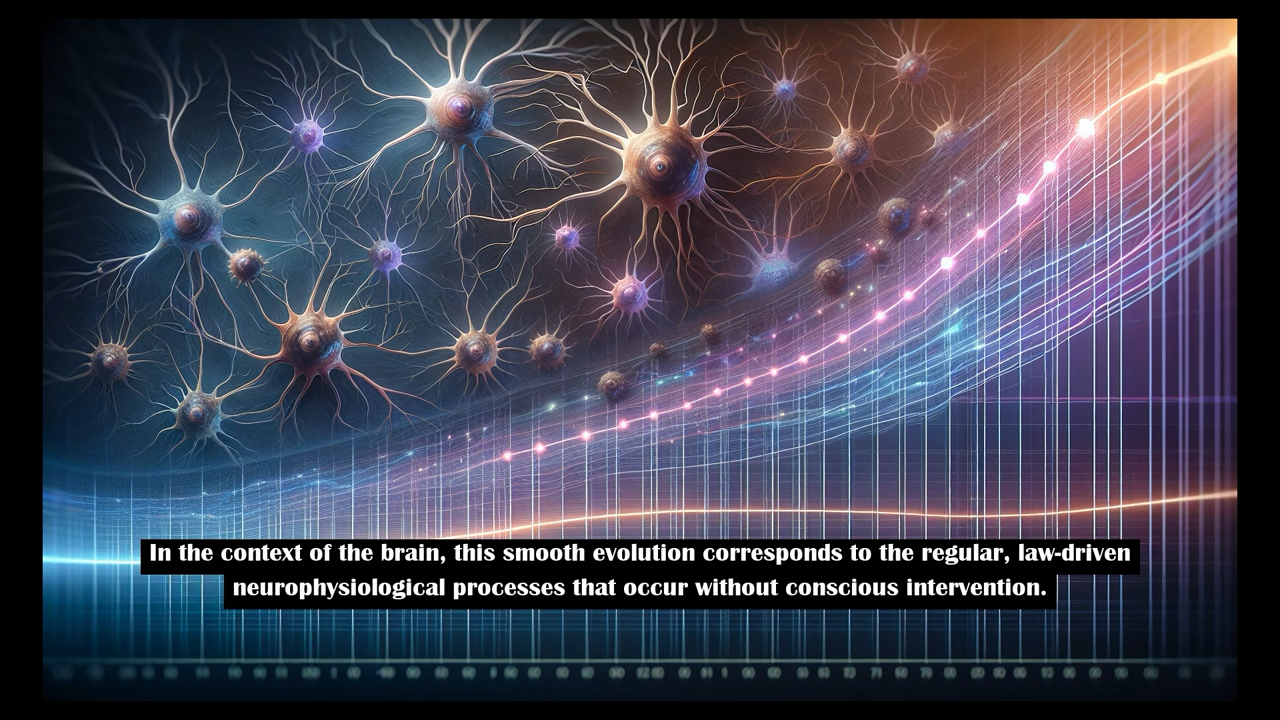 In the context of the brain, this smooth evolution corresponds to the regular, law-driven
neurophysiological processes that occur without conscious intervention.